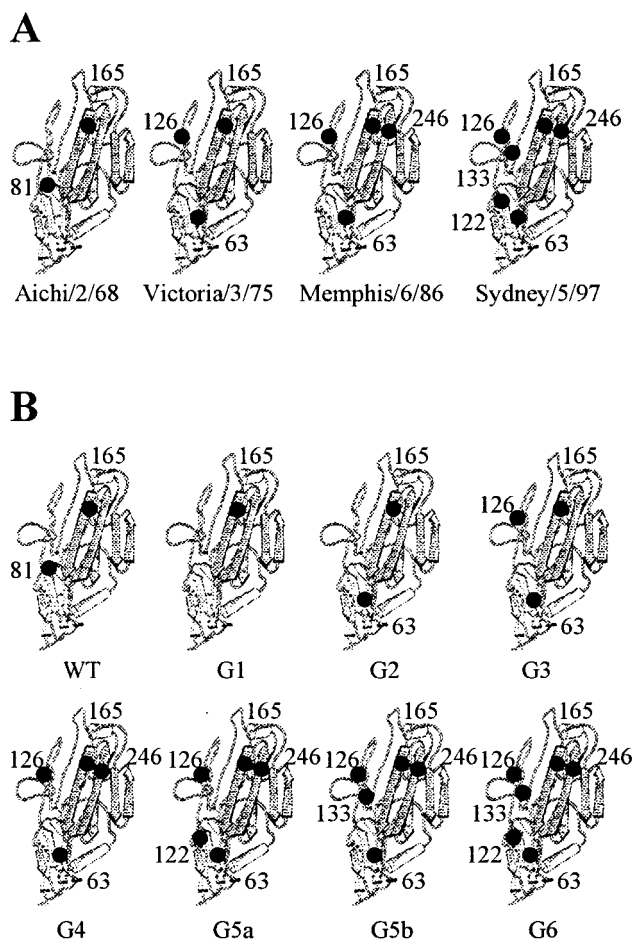 A
165 165 165 165
126 126 246 126 246
81 133
122
63 63 63
Aichi/2/68 Victoria/3/75 Memphis/6/86 Sydney/5/97
B
165 165 165 165
126
81
63 63
WT G1 G2 G3
165 165 165 165
126 246 126 246 126 246 126 246
133 133
122 122
63 63 63 63
G4 G5a G5b G6